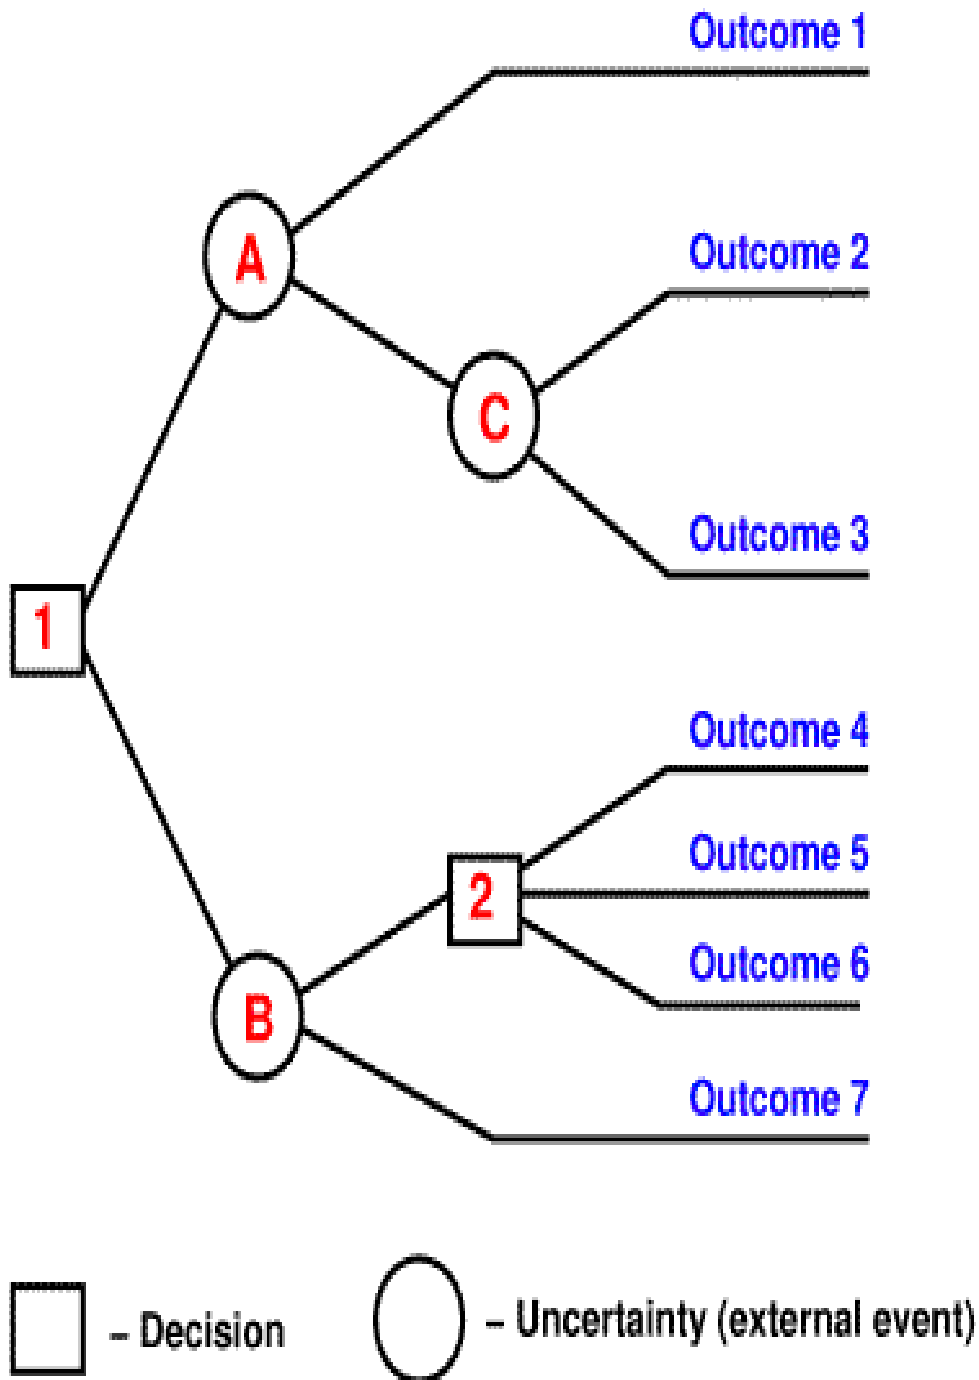 Outcome 1
Outcome 2
A
C
Outcome 3
1
Outcome 4
Outcome 5
2
Outcome 6
B
Outcome 7
– Decision
– Uncertainty (external event)